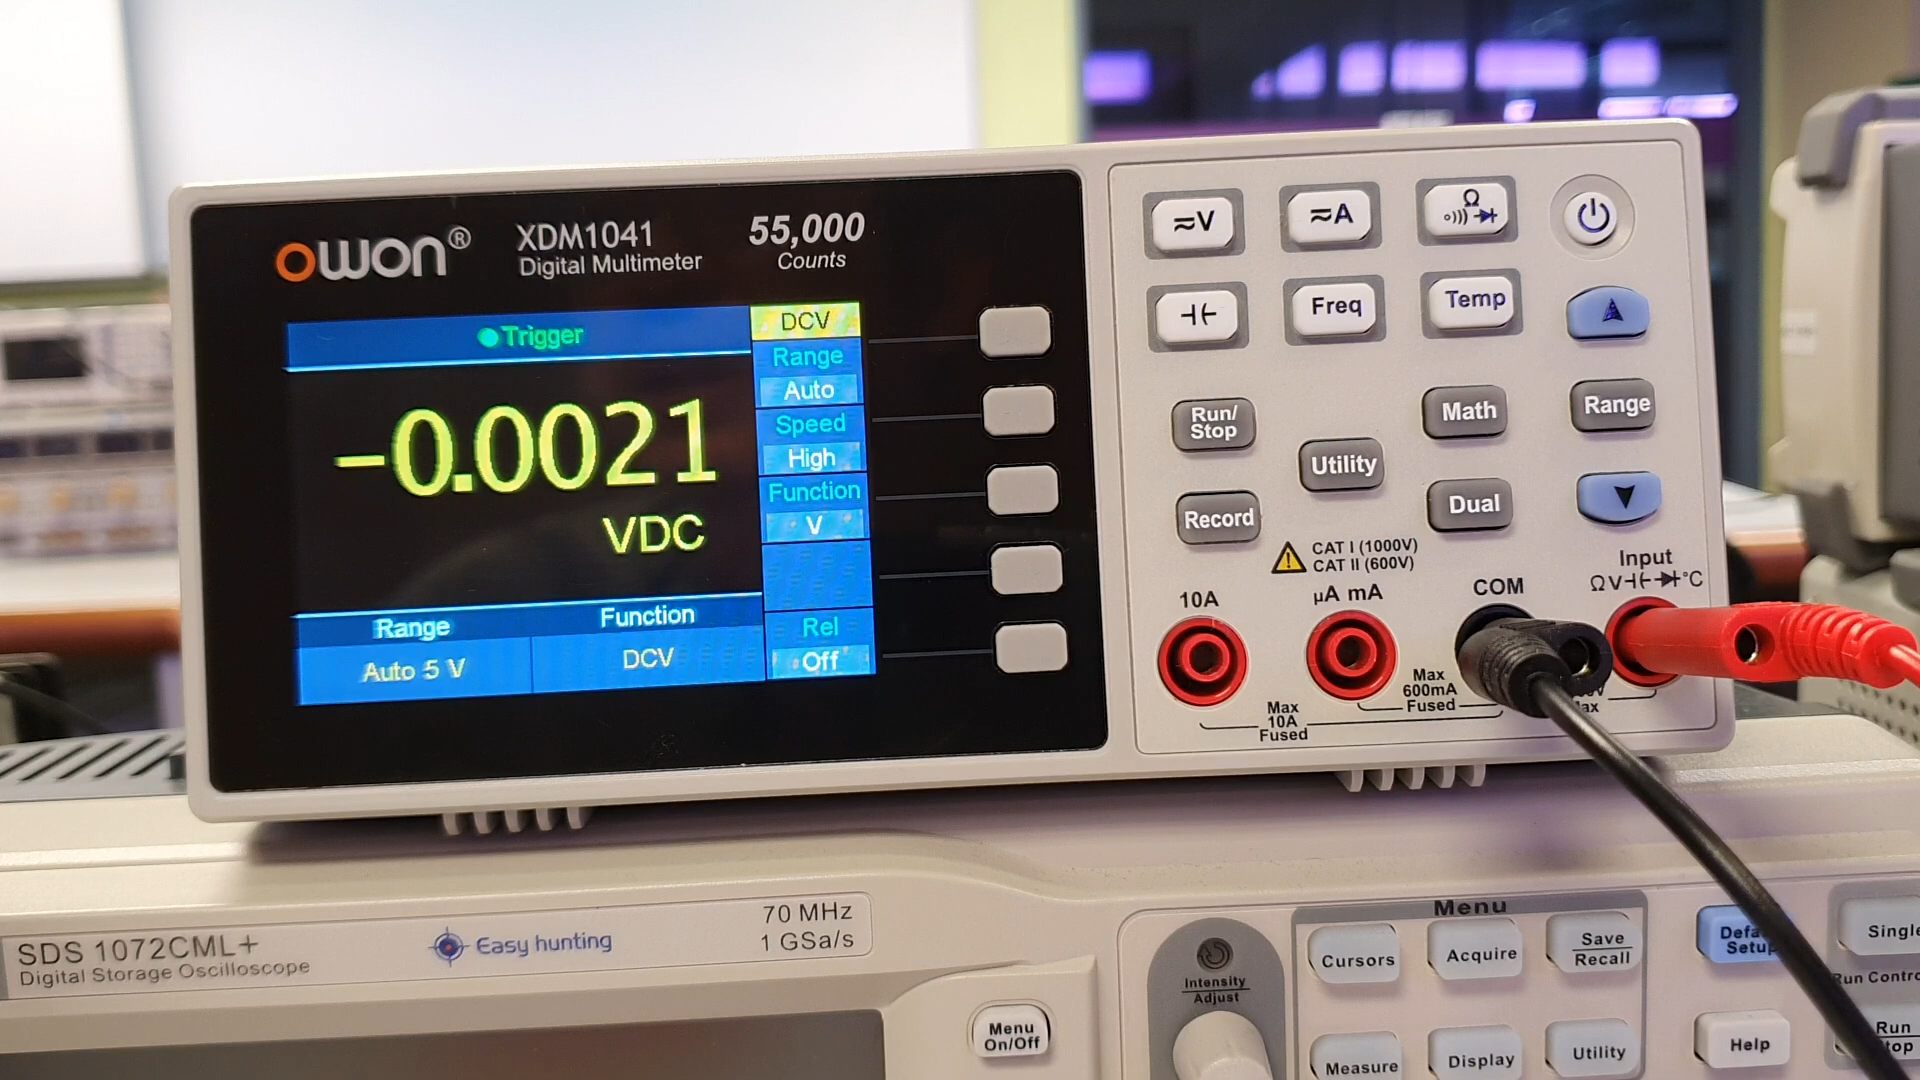 owon®
XDM1041
Digital Multimeter
55,000
Counts
Trigger
-0.0021
VDC
Range
Function
Auto 5 V
DCV
DCV
Range
Auto
Speed
High
Function
V
Rel
Off
≂V
≂A
Ω
Freq
Temp
Run/
Stop
Utility
Math
Range
Record
Dual
CAT I (1000V)
CAT II (600V)
10A
µA mA
COM
Input
ΩV °C
Max
10A
Fused
Max
600mA
Fused
SDS 1072CML+
Digital Storage Oscilloscope
Easy hunting
70 MHz
1 GSa/s
Menu
On/Off
Intensity
Adjust
Menu
Cursors
Acquire
Save
Recall
Measure
Display
Utility
Setup
Help
Single
Run